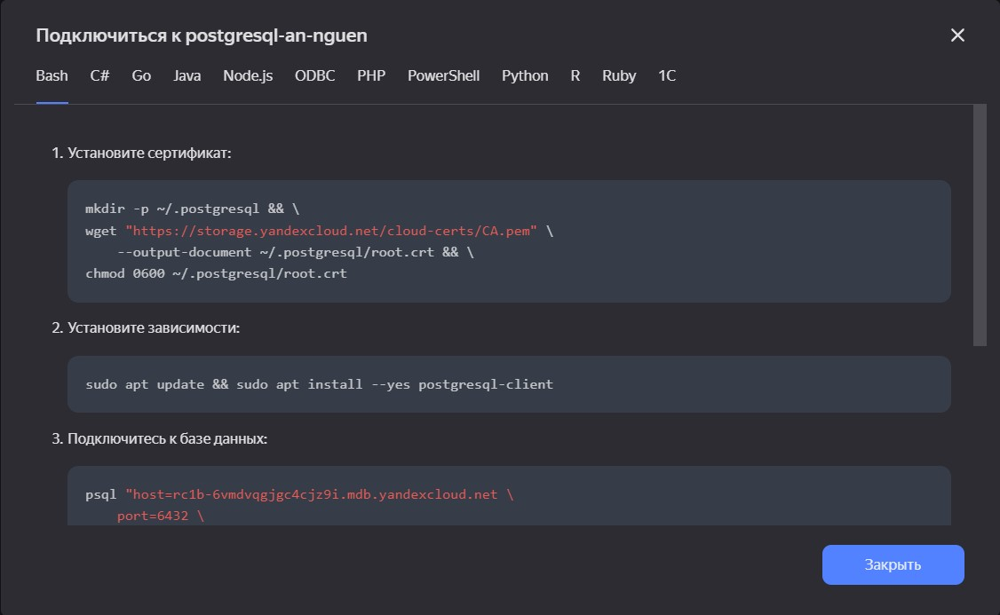 Подключиться к postgresql-an-nguen
Bash C# Go Java Node.js ODBC PHP PowerShell Python R Ruby 1C
1. Установите сертификат:
mkdir -p ~/.postgresql && \
wget "https://storage.yandexcloud.net/cloud-certs/CA.pem" \
    --output-document ~/.postgresql/root.crt && \
chmod 0600 ~/.postgresql/root.crt
2. Установите зависимости:
sudo apt update && sudo apt install --yes postgresql-client
3. Подключитесь к базе данных:
psql "host=rc1b-6vmdvqgjgc4cjz9i.mdb.yandexcloud.net \
    port=6432 \
Закрыть